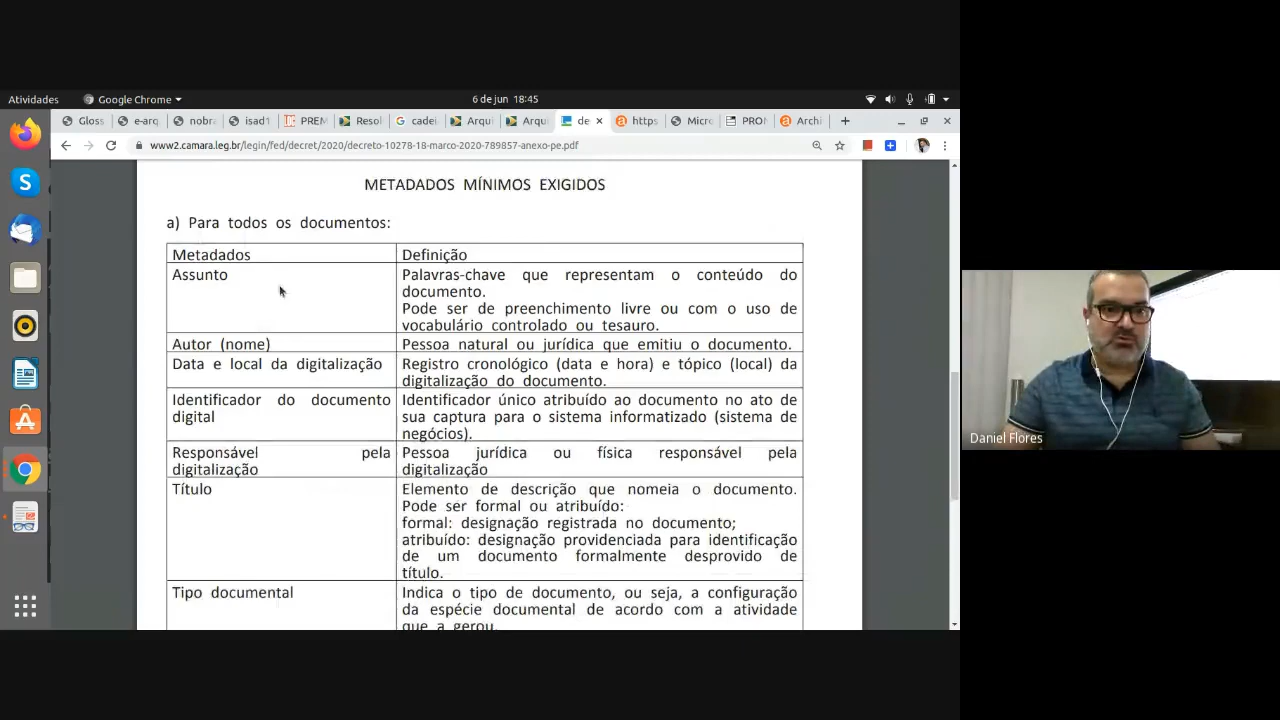 Atividades
Google Chrome
6 de jun 18:45
Gloss
e-arq
nobra
isad1
PREM
Resol
cadei
Arqui
Arqui
de
https
Micro
PRON
Archi
www2.camara.leg.br/legin/fed/decret/2020/decreto-10278-18-marco-2020-789857-anexo-pe.pdf
METADADOS MÍNIMOS EXIGIDOS
a) Para todos os documentos:
Metadados
Definição
Assunto
Palavras-chave que representam o conteúdo do
documento.
Pode ser de preenchimento livre ou com o uso de
vocabulário controlado ou tesauro.
Autor (nome)
Pessoa natural ou jurídica que emitiu o documento.
Data e local da digitalização
Registro cronológico (data e hora) e tópico (local) da
digitalização do documento.
Identificador do documento
digital
Identificador único atribuído ao documento no ato de
sua captura para o sistema informatizado (sistema de
negócios).
Responsável pela
digitalização
Pessoa jurídica ou física responsável pela
digitalização
Título
Elemento de descrição que nomeia o documento.
Pode ser formal ou atribuído:
formal: designação registrada no documento;
atribuído: designação providenciada para identificação
de um documento formalmente desprovido de
título.
Tipo documental
Indica o tipo de documento, ou seja, a configuração
da espécie documental de acordo com a atividade
que a gerou.
Daniel Flores